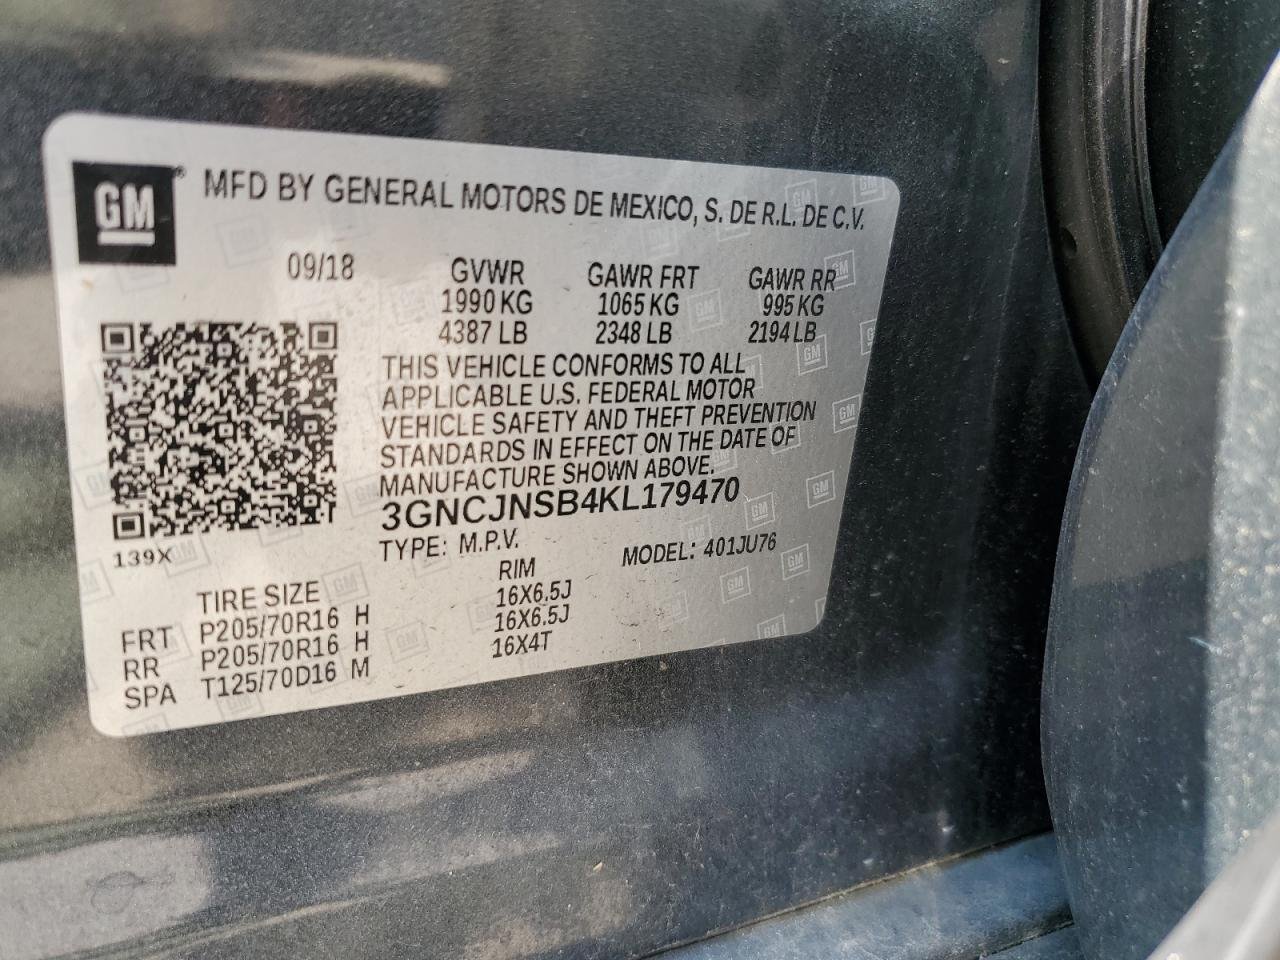 GM
MFD BY GENERAL MOTORS DE MEXICO, S. DE R.L. DE C.V.
09/18 GVWR GAWR FRT GAWR RR
1990 KG 1065 KG 995 KG
4387 LB 2348 LB 2194 LB
THIS VEHICLE CONFORMS TO ALL
APPLICABLE U.S. FEDERAL MOTOR
VEHICLE SAFETY AND THEFT PREVENTION
STANDARDS IN EFFECT ON THE DATE OF
MANUFACTURE SHOWN ABOVE.
3GNCJNSB4KL179470
139X
TYPE: M.P.V. MODEL: 401JU76
TIRE SIZE RIM
FRT P205/70R16 H 16X6.5J
RR P205/70R16 H 16X6.5J
SPA T125/70D16 M 16X4T